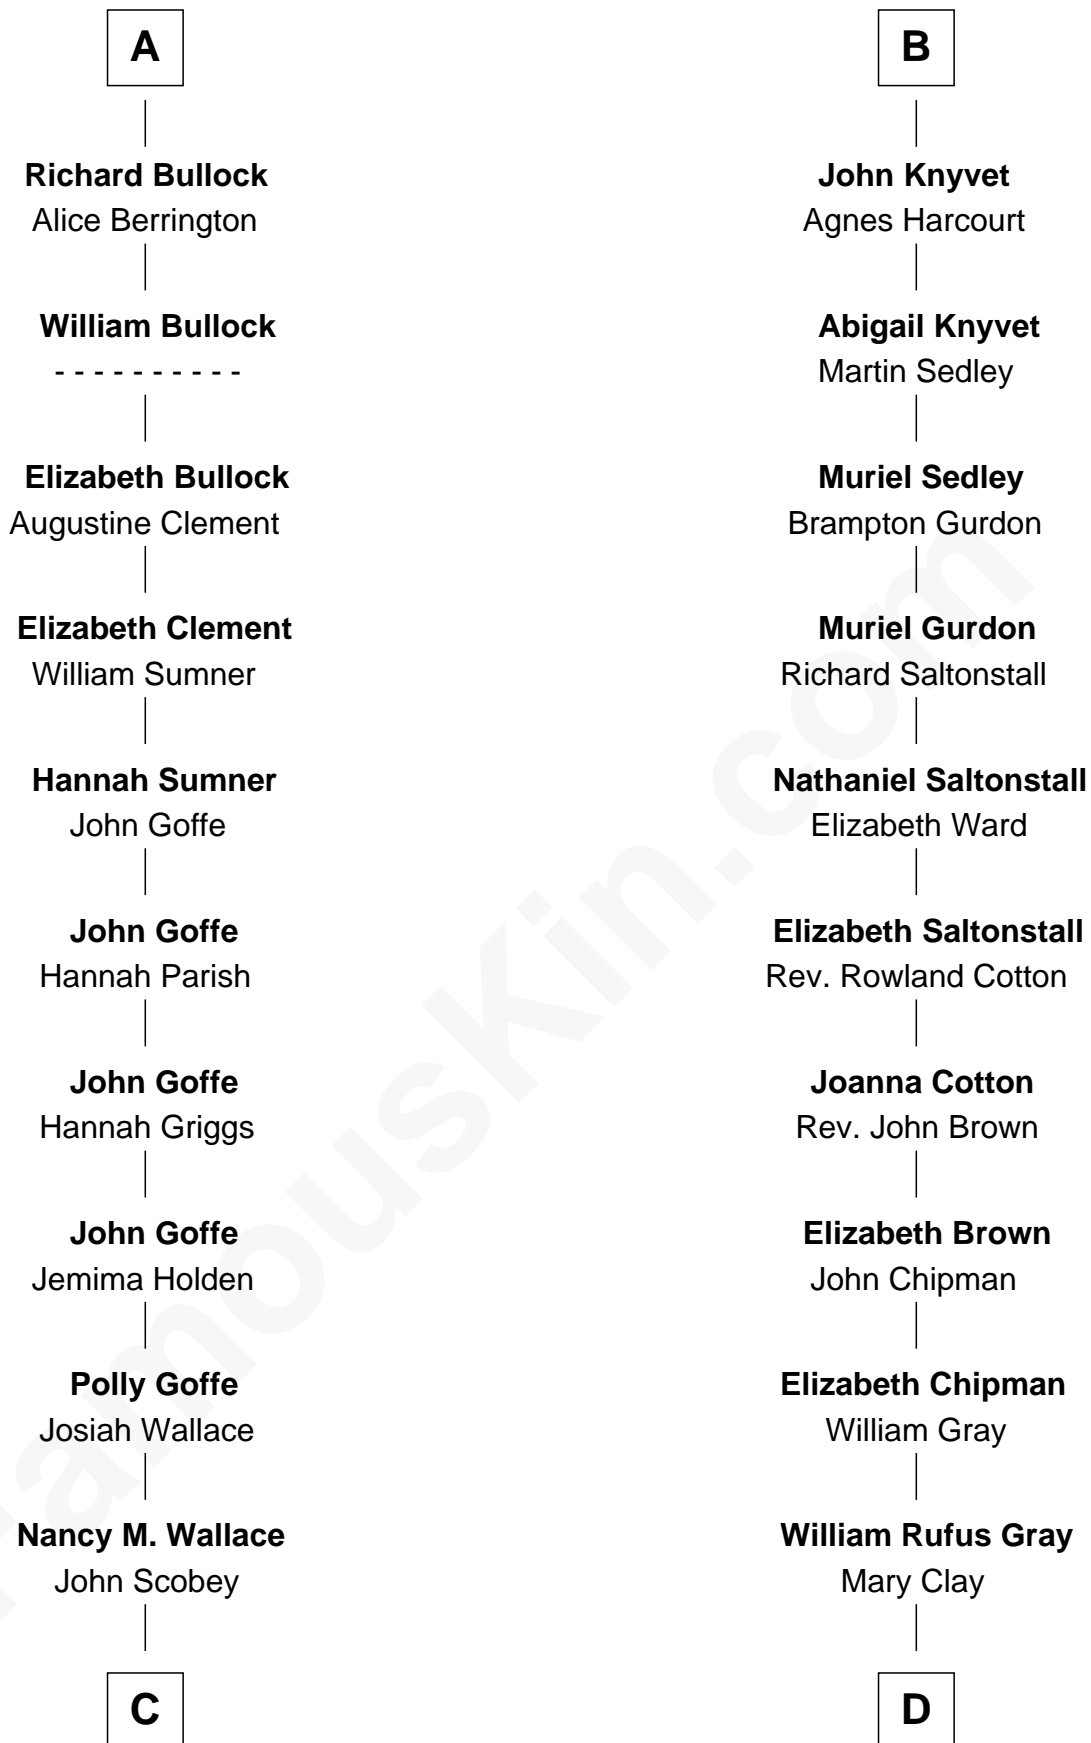 A
Richard Bullock
Alice Berrington
William Bullock
- - - - - - - - - -
Elizabeth Bullock
Augustine Clement
Elizabeth Clement
William Sumner
Hannah Sumner
John Goffe
John Goffe
Hannah Parish
John Goffe
Hannah Griggs
John Goffe
Jemima Holden
Polly Goffe
Josiah Wallace
Nancy M. Wallace
John Scobey
C
B
John Knyvet
Agnes Harcourt
Abigail Knyvet
Martin Sedley
Muriel Sedley
Brampton Gurdon
Muriel Gurdon
Richard Saltonstall
Nathaniel Saltonstall
Elizabeth Ward
Elizabeth Saltonstall
Rev. Rowland Cotton
Joanna Cotton
Rev. John Brown
Elizabeth Brown
John Chipman
Elizabeth Chipman
William Gray
William Rufus Gray
Mary Clay
D
FamousKin.com